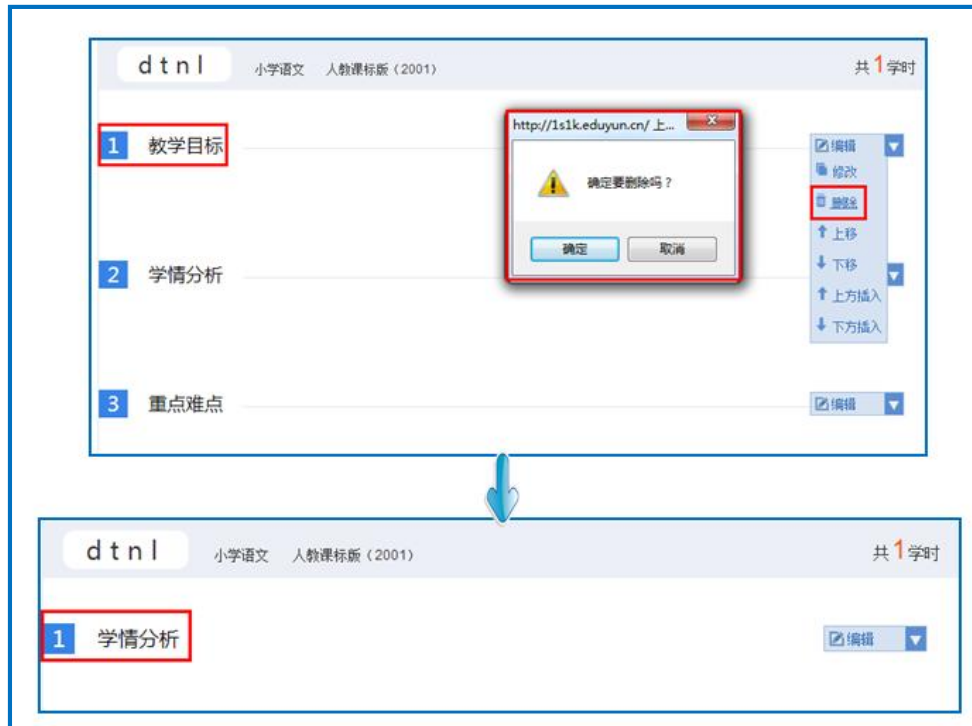 dtnl 小学语文 人教课标版（2001） 共1学时
1 教学目标
http://1s1k.eduyun.cn/ 上...
确定要删除吗？
确定 取消
编辑
修改
删除
上移
下移
上方插入
下方插入
2 学情分析
3 重点难点
编辑
dtnl 小学语文 人教课标版（2001） 共1学时
1 学情分析
编辑